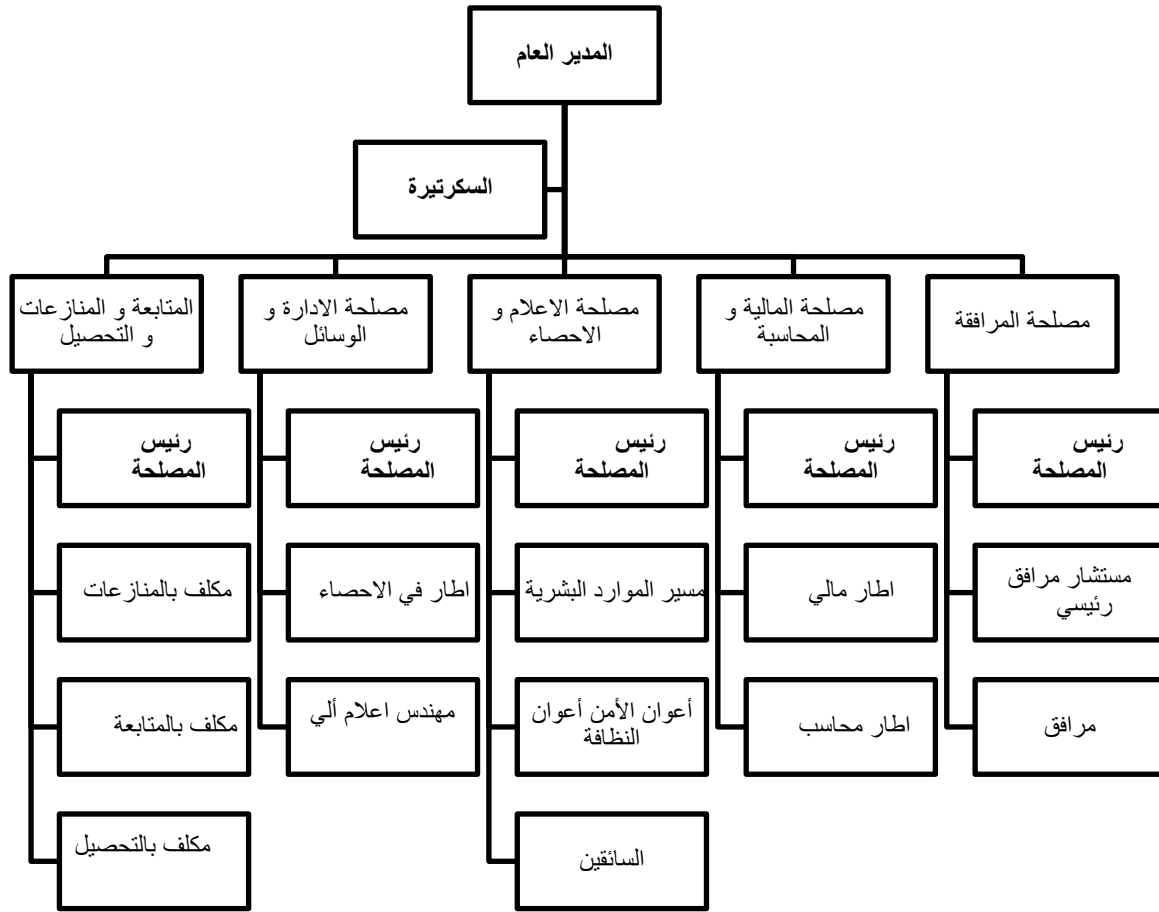 المدير العام
السكرتيرة
مصلحة المرافقة
مصلحة المالية و
المحاسبة
مصلحة الاعلام و
الاحصاء
مصلحة الادارة و
الوسائل
المتابعة و المنازعات
و التحصيل
رئيس
المصلحة
رئيس
المصلحة
رئيس
المصلحة
رئيس
المصلحة
رئيس
المصلحة
مستشار مرافق
رئيسي
اطار مالي
مسير الموارد البشرية
اطار في الاحصاء
مكلف بالمنازعات
مرافق
اطار محاسب
أعوان الأمن أعوان
النظافة
مهندس اعلام ألي
مكلف بالمتابعة
السائقين
مكلف بالتحصيل